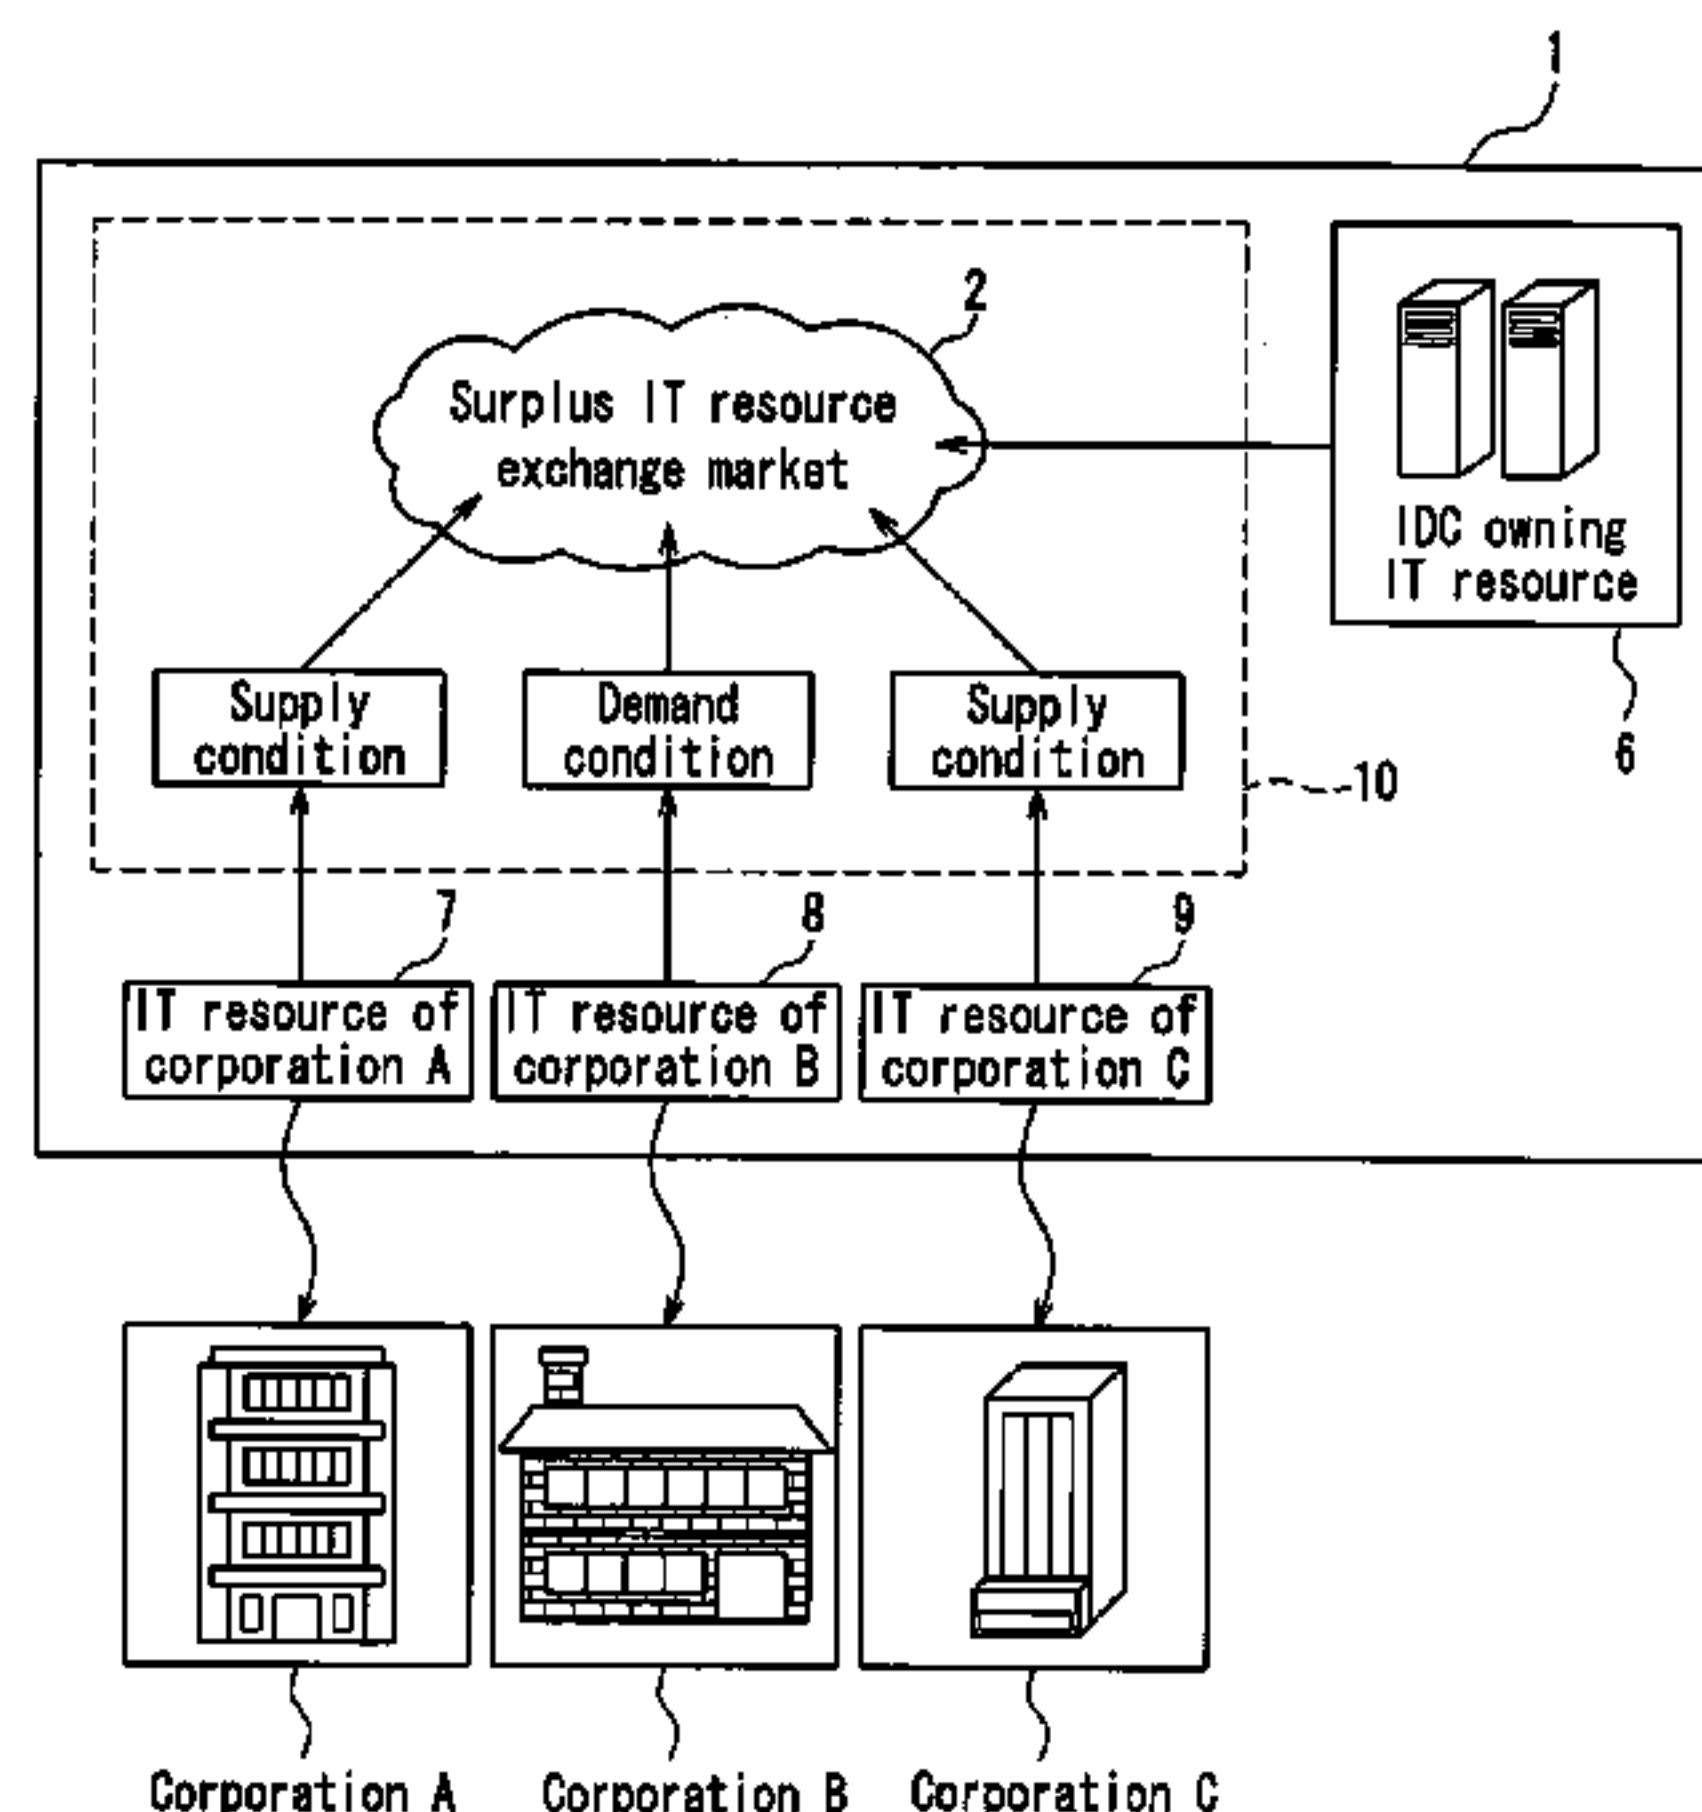 1
2
Surplus IT resource
exchange market
IDC owning
IT resource
6
Supply
condition
Demand
condition
Supply
condition
10
7
8
9
IT resource of
corporation A
IT resource of
corporation B
IT resource of
corporation C
Corporation A
Corporation B
Corporation C